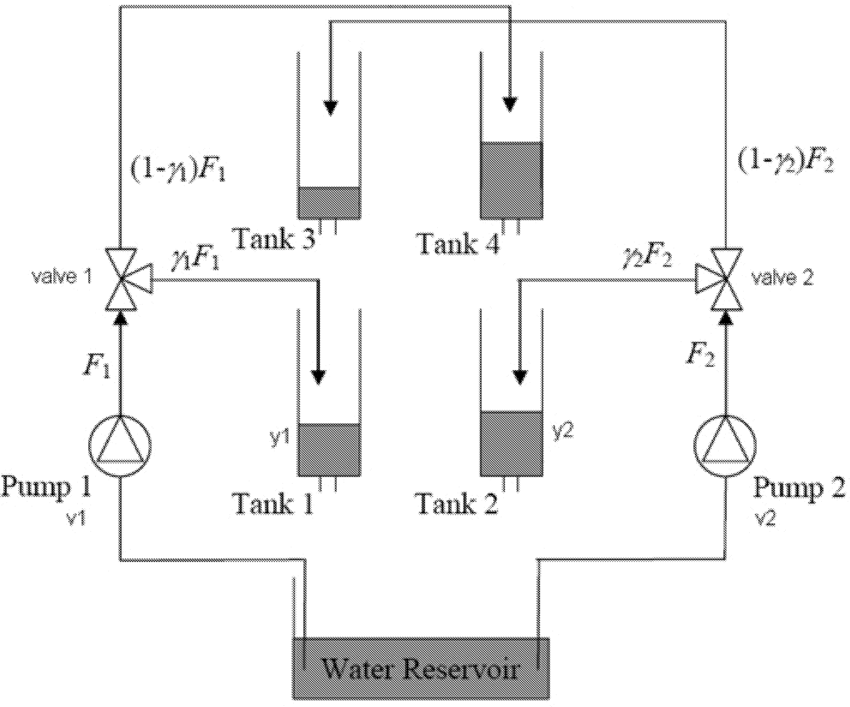 (1-γ1)F1
(1-γ2)F2
Tank 3
Tank 4
valve 1
γ1F1
γ2F2
valve 2
F1
F2
y1
y2
Pump 1
v1
Tank 1
Tank 2
Pump 2
v2
Water Reservoir